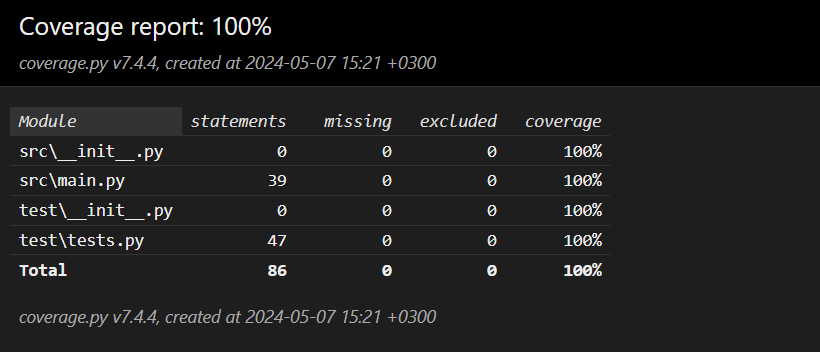 Coverage report: 100%
coverage.py v7.4.4, created at 2024-05-07 15:21 +0300
Module statements missing excluded coverage
src\__init__.py 0 0 0 100%
src\main.py 39 0 0 100%
test\__init__.py 0 0 0 100%
test\tests.py 47 0 0 100%
Total 86 0 0 100%
coverage.py v7.4.4, created at 2024-05-07 15:21 +0300